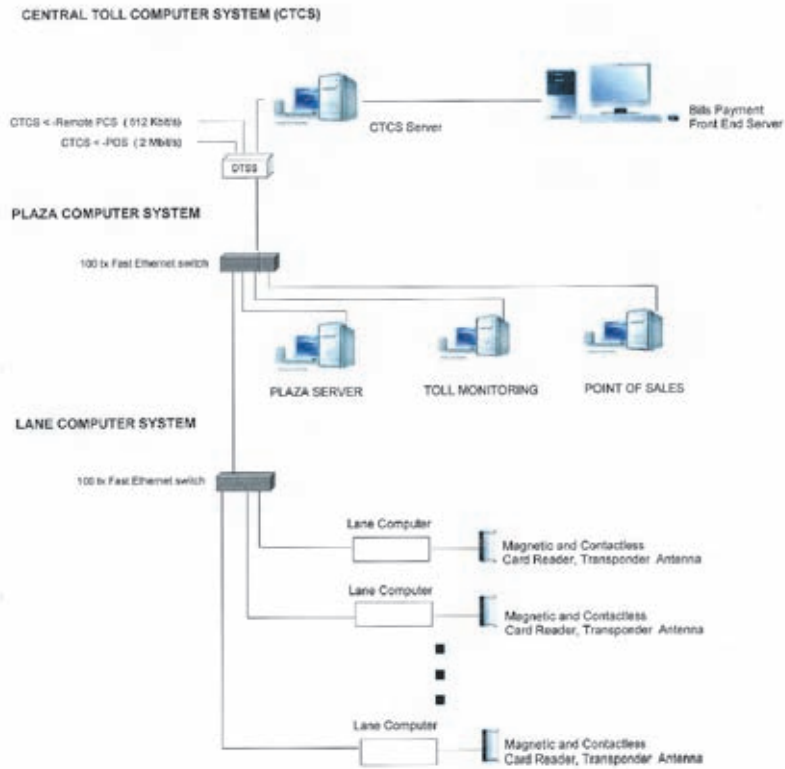 CENTRAL TOLL COMPUTER SYSTEM (CTCS)
CTCS < -Remote PCS ( 512 Kbit/s)
CTCS < -POS ( 2 Mbit/s)
CTCS Server
Bills Payment
Front End Server
DTSS
PLAZA COMPUTER SYSTEM
100 tx Fast Ethernet switch
PLAZA SERVER
TOLL MONITORING
POINT OF SALES
LANE COMPUTER SYSTEM
100 tx Fast Ethernet switch
Lane Computer
Magnetic and Contactless
Card Reader, Transponder Antenna
Lane Computer
Magnetic and Contactless
Card Reader, Transponder Antenna
Lane Computer
Magnetic and Contactless
Card Reader, Transponder Antenna